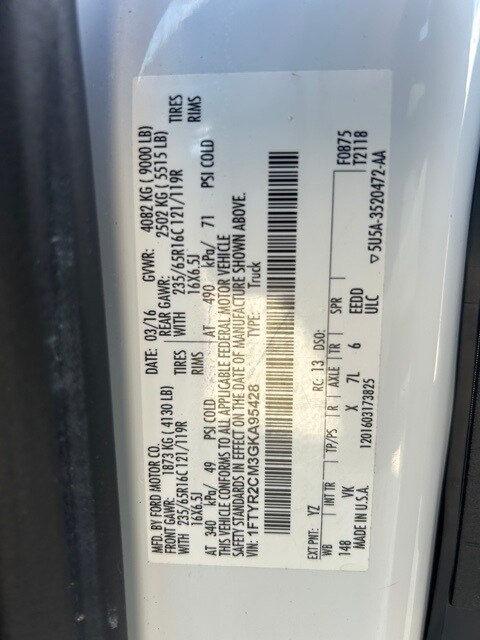 MFD. BY FORD MOTOR CO. DATE: 03/16 GVWR: 4082 KG ( 9000 LB)
FRONT GAWR: 1873 KG ( 4130 LB) REAR GAWR: 2502 KG ( 5515 LB)
WITH 235/65R16C 121/119R TIRES WITH 235/65R16C 121/119R TIRES
16X6.5J RIMS 16X6.5J RIMS
AT 340 kPa/ 49 PSI COLD AT 490 kPa/ 71 PSI COLD
THIS VEHICLE CONFORMS TO ALL APPLICABLE FEDERAL MOTOR VEHICLE
SAFETY STANDARDS IN EFFECT ON THE DATE OF MANUFACTURE SHOWN ABOVE.
VIN: 1FTYR2CM3GKA95428 TYPE: Truck
F0875
T2118
EXT PNT: YZ RC: 13 DSO:
WB INT TR TP/PS R AXLE TR SPR
148 VK X 7L 6 EEDD
MADE IN U.S.A. 1201603173825 ULC ▽5U5A-3520472-AA